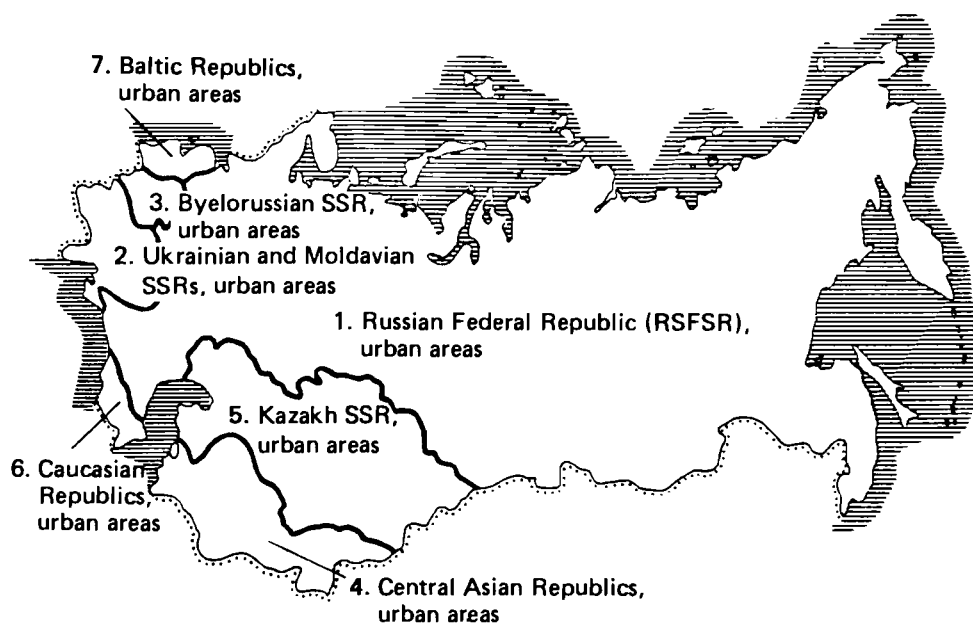 7. Baltic Republics,
urban areas
3. Byelorussian SSR,
urban areas
2. Ukrainian and Moldavian
SSRs, urban areas
1. Russian Federal Republic (RSFSR),
urban areas
5. Kazakh SSR,
urban areas
6. Caucasian
Republics,
urban areas
4. Central Asian Republics,
urban areas